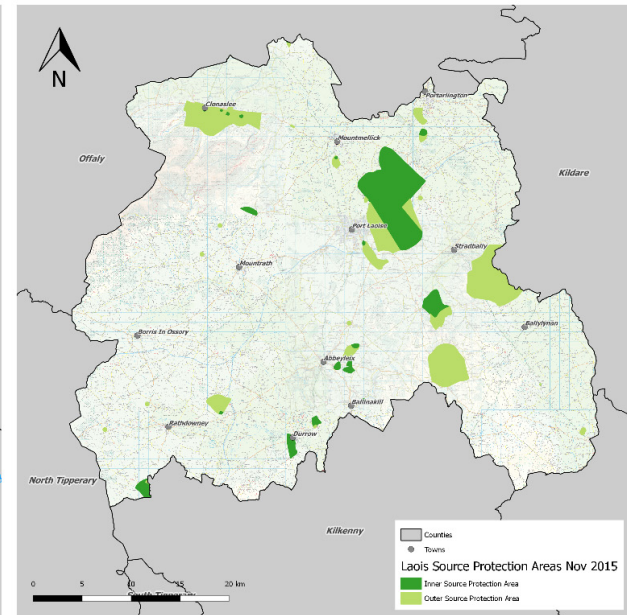 N
Clonaslee
Portarlington
Mountmellick
Offaly
Kildare
Port Laoise
Stradbally
Mountrath
Borris In Ossory
Ballylynan
Abbeyleix
Ballinakill
Rathdowney
Durrow
North Tipperary
Kilkenny
South Tipperary
0 5 10 15 20 km
Counties
Towns
Laois Source Protection Areas Nov 2015
Inner Source Protection Area
Outer Source Protection Area